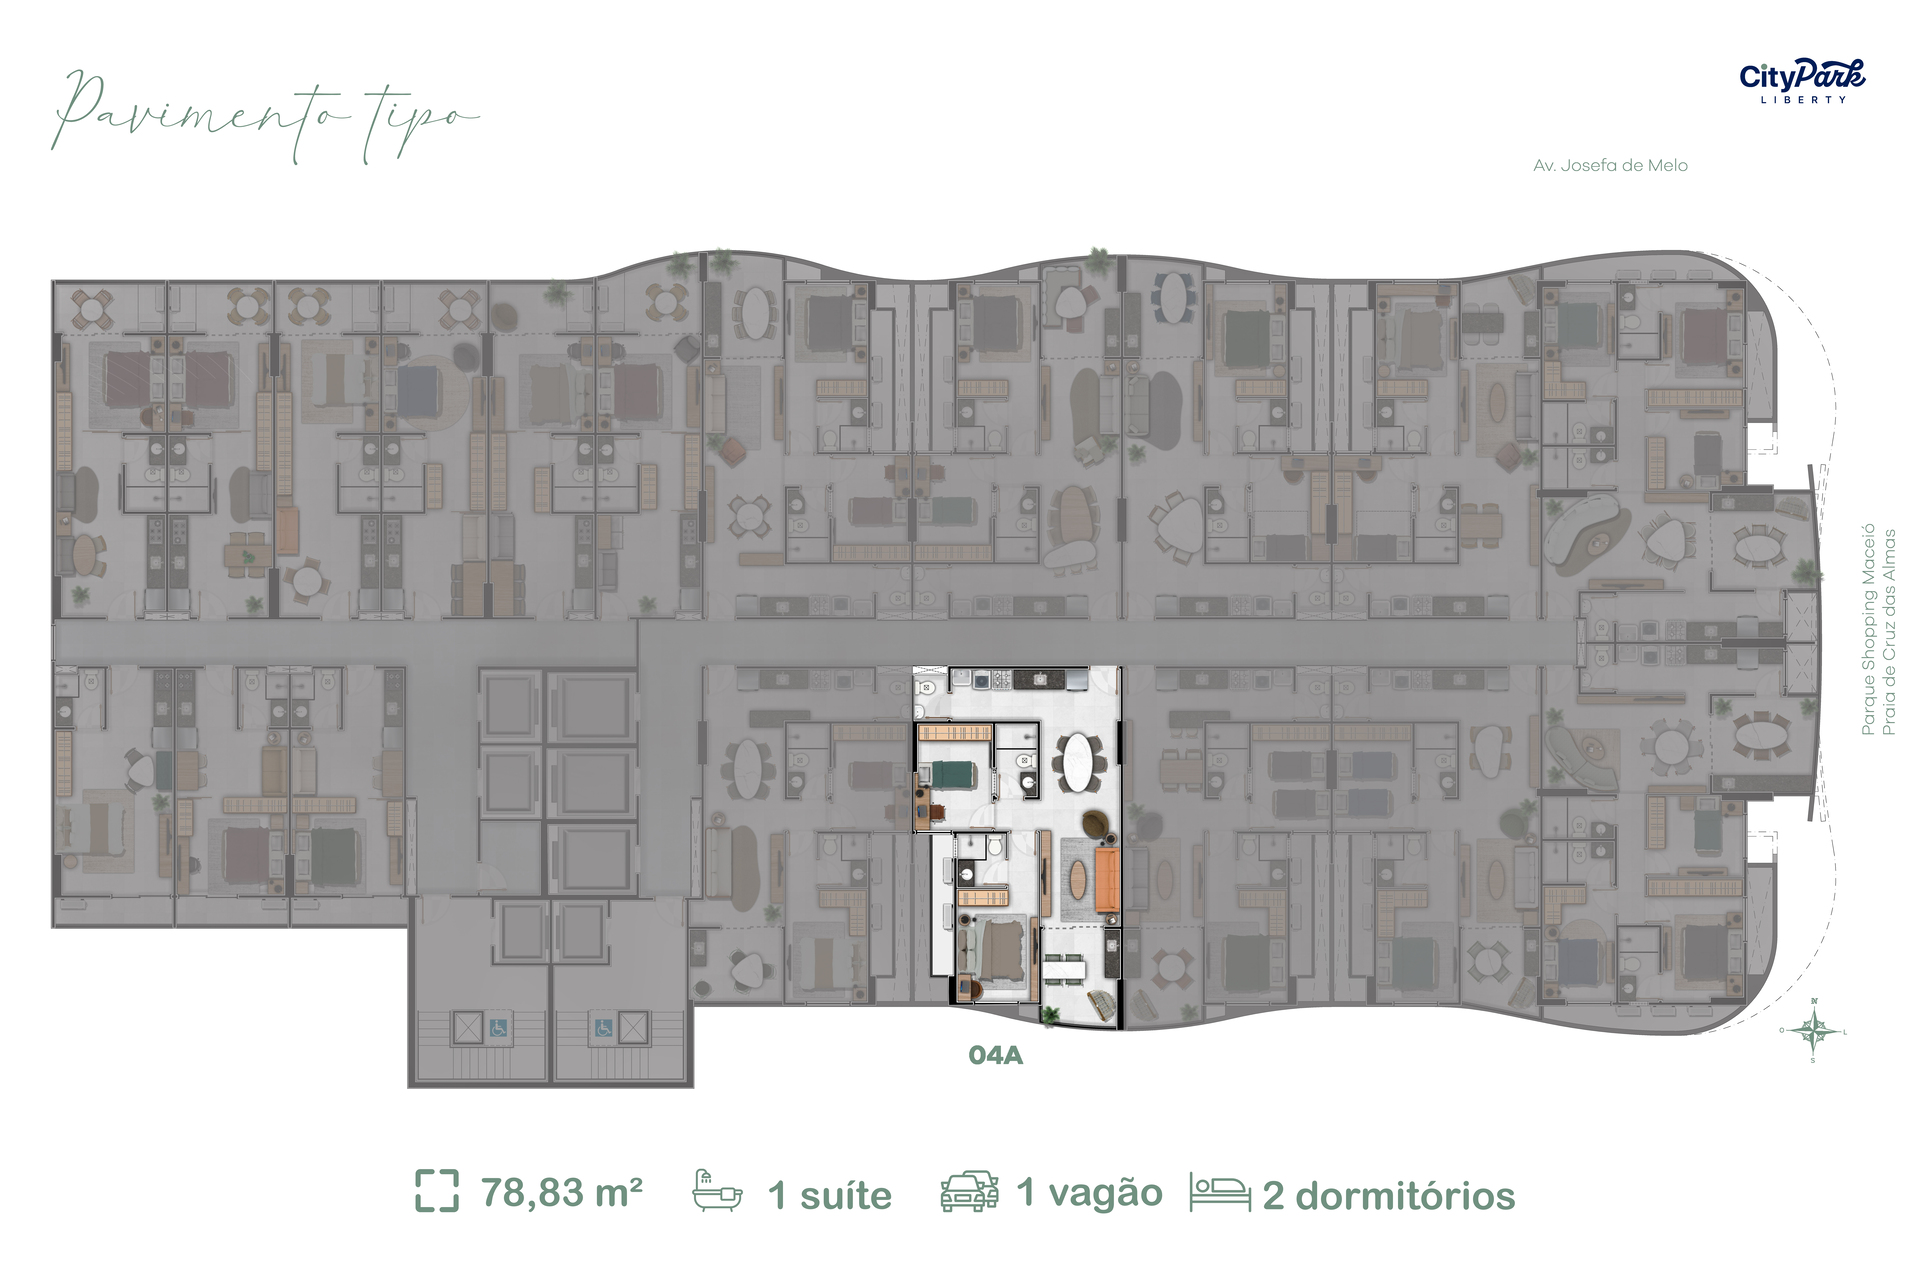 Pavimento tipo
CityPark
LIBERTY
Av. Josefa de Melo
Parque Shopping Maceió
Praia de Cruz das Almas
N
O
L
S
04A
78,83 m²
1 suíte
1 vagão
2 dormitórios